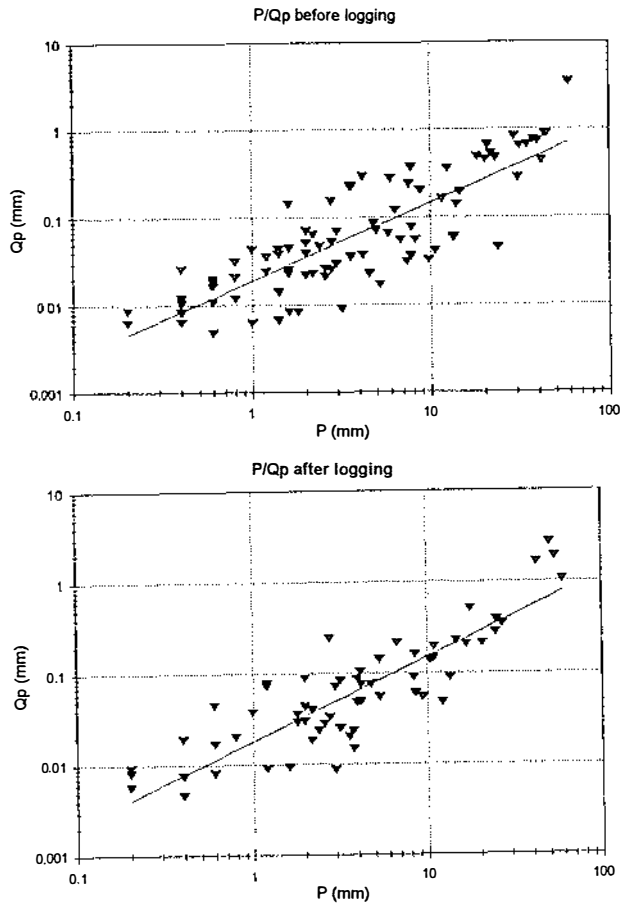 P/Qp before logging
10
1
0.1
0.01
0.001
Qp (mm)
0.1 1 10 100
P (mm)
P/Qp after logging
10
1
0,1
0,01
0,001
Qp (mm)
0.1 1 10 100
P (mm)